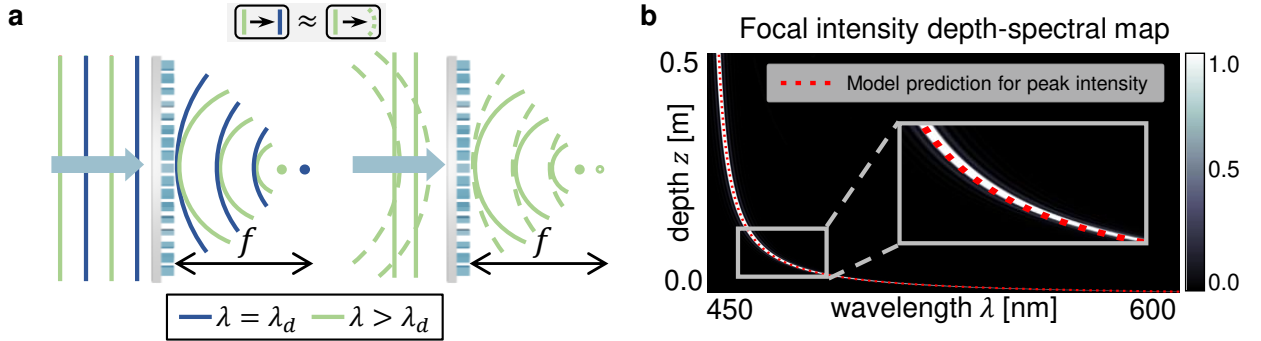 a
≈
f
f
λ = λ_d λ > λ_d
b
Focal intensity depth-spectral map
0.5
depth z [m]
0.0
Model prediction for peak intensity
450
wavelength λ [nm]
600
1.0
0.5
0.0